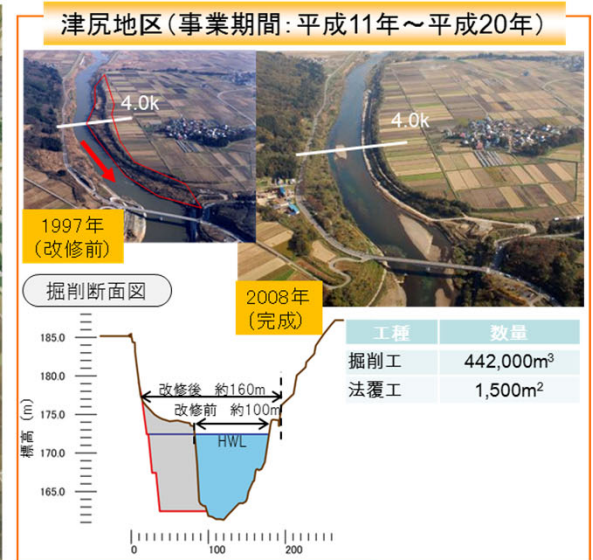 津尻地区（事業期間：平成11年～平成20年）
4.0k
4.0k
1997年
（改修前）
2008年
（完成）
掘削断面図
工種 数量
掘削工 442,000m³
法覆工 1,500m²
185.0
180.0
175.0
170.0
165.0
標高（m）
改修後 約160m
改修前 約100m
HWL
0 100 200